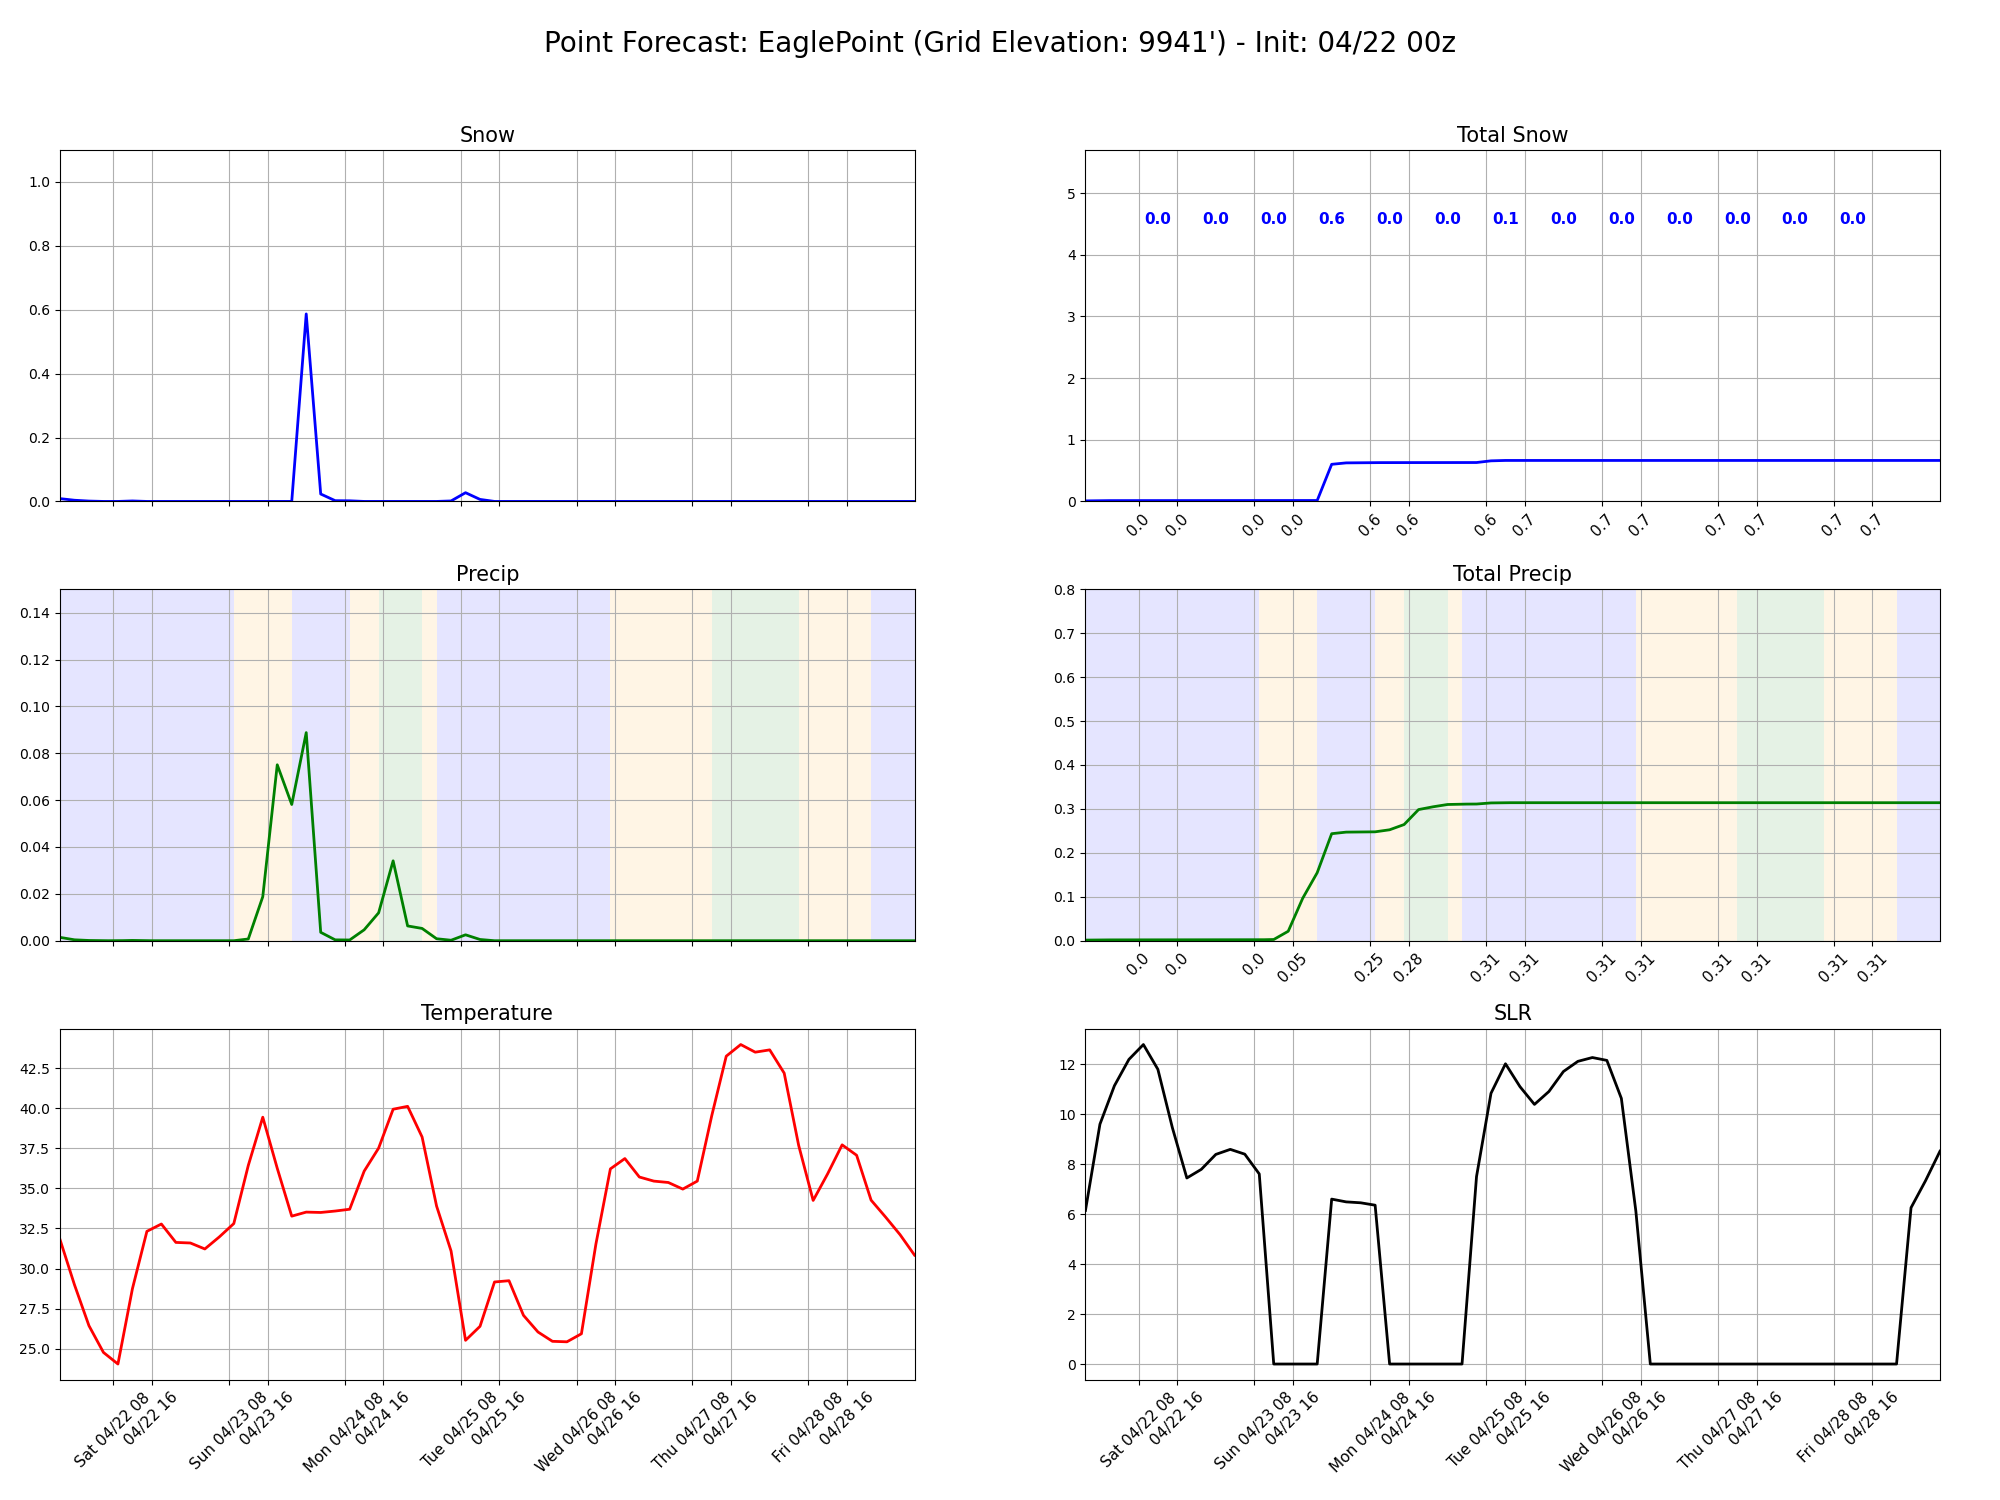 Point Forecast: EaglePoint (Grid Elevation: 9941') - Init: 04/22 00z
Snow
1.0
0.8
0.6
0.4
0.2
0.0
Total Snow
5
4
3
2
1
0
0.0 0.0 0.0 0.6 0.0 0.0 0.1 0.0 0.0 0.0 0.0 0.0 0.0
0.0 0.0 0.0 0.0 0.6 0.6 0.6 0.7 0.7 0.7 0.7 0.7 0.7 0.7
Precip
0.14
0.12
0.10
0.08
0.06
0.04
0.02
0.00
Total Precip
0.8
0.7
0.6
0.5
0.4
0.3
0.2
0.1
0.0
0.0 0.0 0.0 0.05 0.25 0.28 0.31 0.31 0.31 0.31 0.31 0.31 0.31 0.31
Temperature
42.5
40.0
37.5
35.0
32.5
30.0
27.5
25.0
Sat 04/22 08
04/22 16
Sun 04/23 08
04/23 16
Mon 04/24 08
04/24 16
Tue 04/25 08
04/25 16
Wed 04/26 08
04/26 16
Thu 04/27 08
04/27 16
Fri 04/28 08
04/28 16
SLR
12
10
8
6
4
2
0
Sat 04/22 08
04/22 16
Sun 04/23 08
04/23 16
Mon 04/24 08
04/24 16
Tue 04/25 08
04/25 16
Wed 04/26 08
04/26 16
Thu 04/27 08
04/27 16
Fri 04/28 08
04/28 16